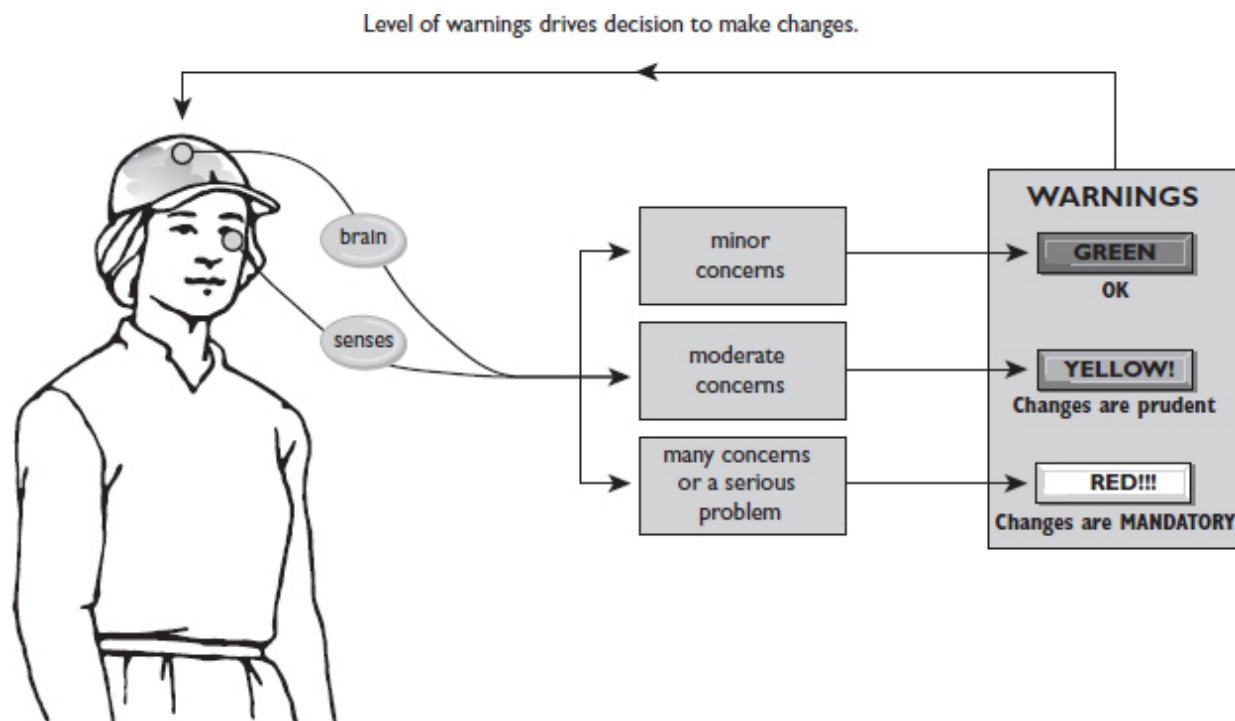 Level of warnings drives decision to make changes.
brain
senses
minor
concerns
moderate
concerns
many concerns
or a serious
problem
WARNINGS
GREEN
OK
YELLOW!
Changes are prudent
RED!!!
Changes are MANDATORY